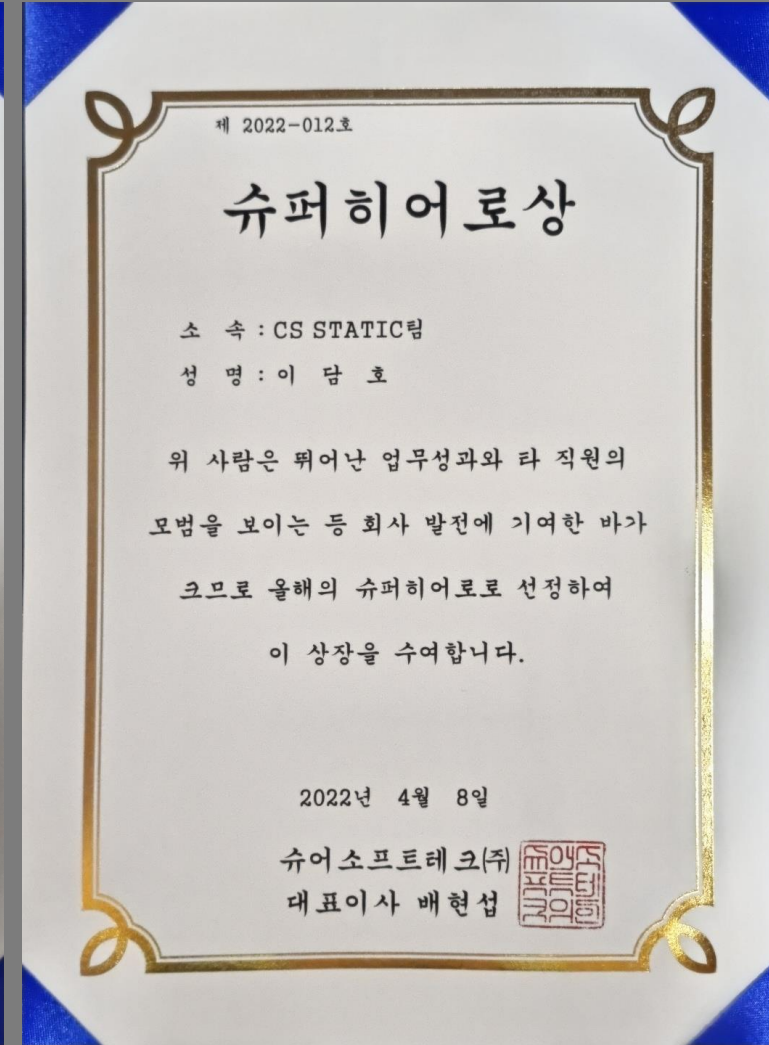 제 2022-012호
슈퍼히어로상
소 속 : CS STATIC팀
성 명 : 이 담 호
위 사람은 뛰어난 업무성과와 타 직원의
모범을 보이는 등 회사 발전에 기여한 바가
크므로 올해의 슈퍼히어로로 선정하여
이 상장을 수여합니다.
2022년 4월 8일
슈어소프트테크(주)
대표이사 배현섭